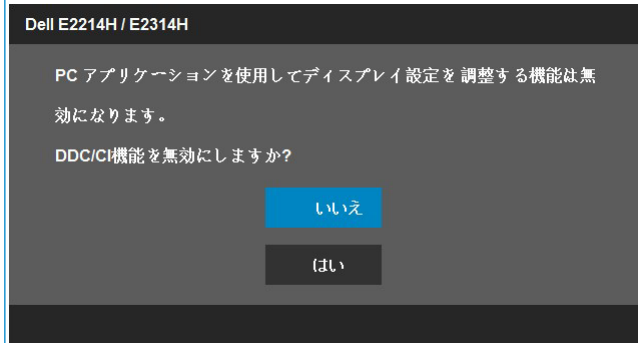 Dell E2214H / E2314H
PC アプリケーションを使用してディスプレイ設定を 調整する機能は無
効になります。
DDC/CI機能を無効にしますか?
いいえ
はい